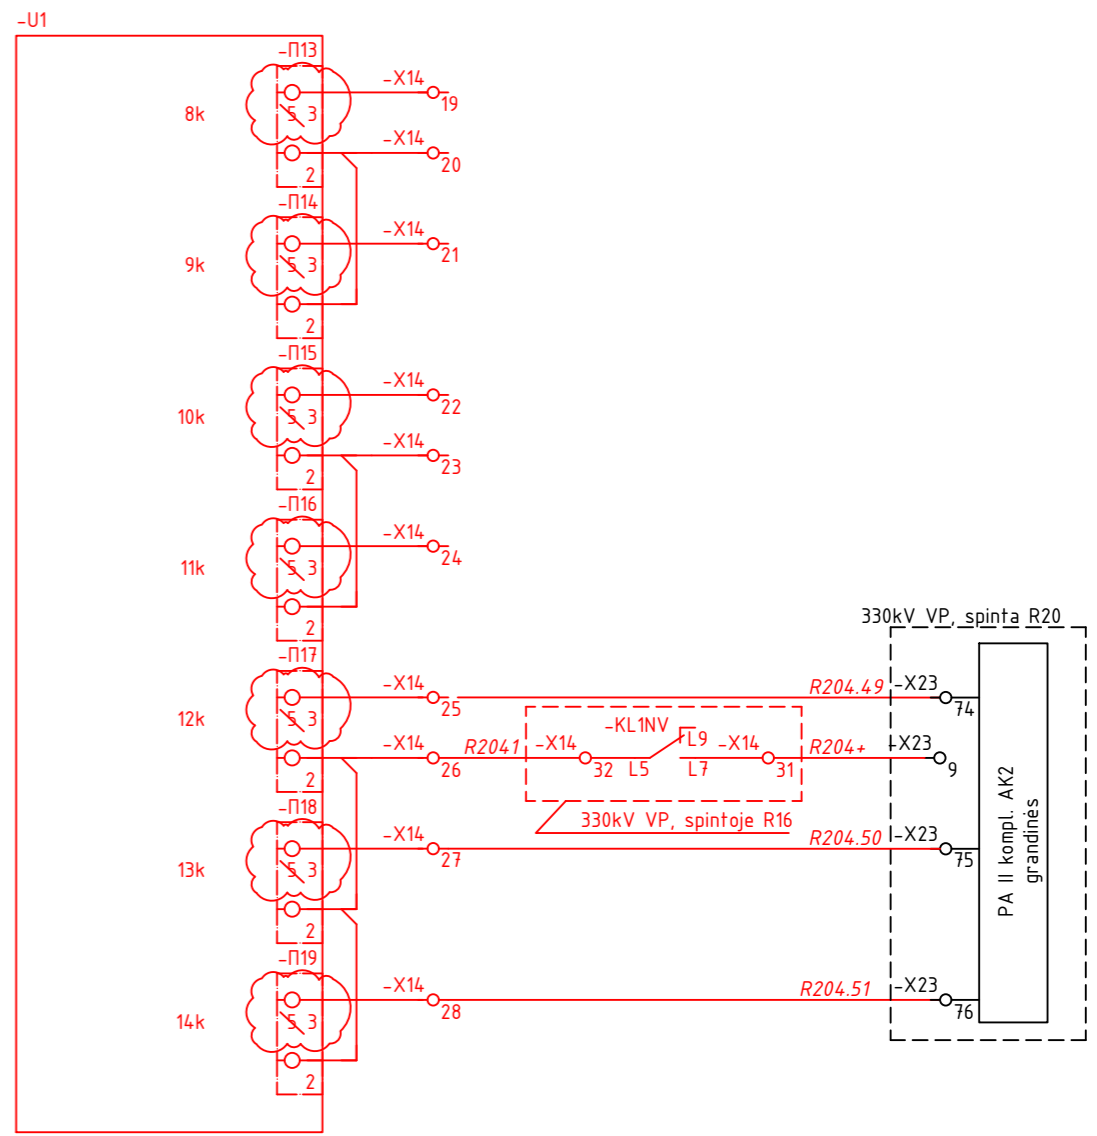 -U1
-П13
8k
5 3
-X14
19
-X14
20
2
-П14
9k
5 3
-X14
21
2
-П15
10k
5 3
-X14
22
-X14
23
2
-П16
11k
5 3
-X14
24
2
330kV VP, spinta R20
-П17
12k
5 3
-X14
25
R204.49
-X23
74
-X14
26
R2041
-X14
32
-KL1NV
L5
L9
L7
-X14
31
R204+
-X23
9
2
330kV VP, spintoje R16
-П18
13k
5 3
-X14
27
R204.50
-X23
75
2
PA II kompl. AK2
grandinės
-П19
14k
5 3
-X14
28
R204.51
-X23
76
2